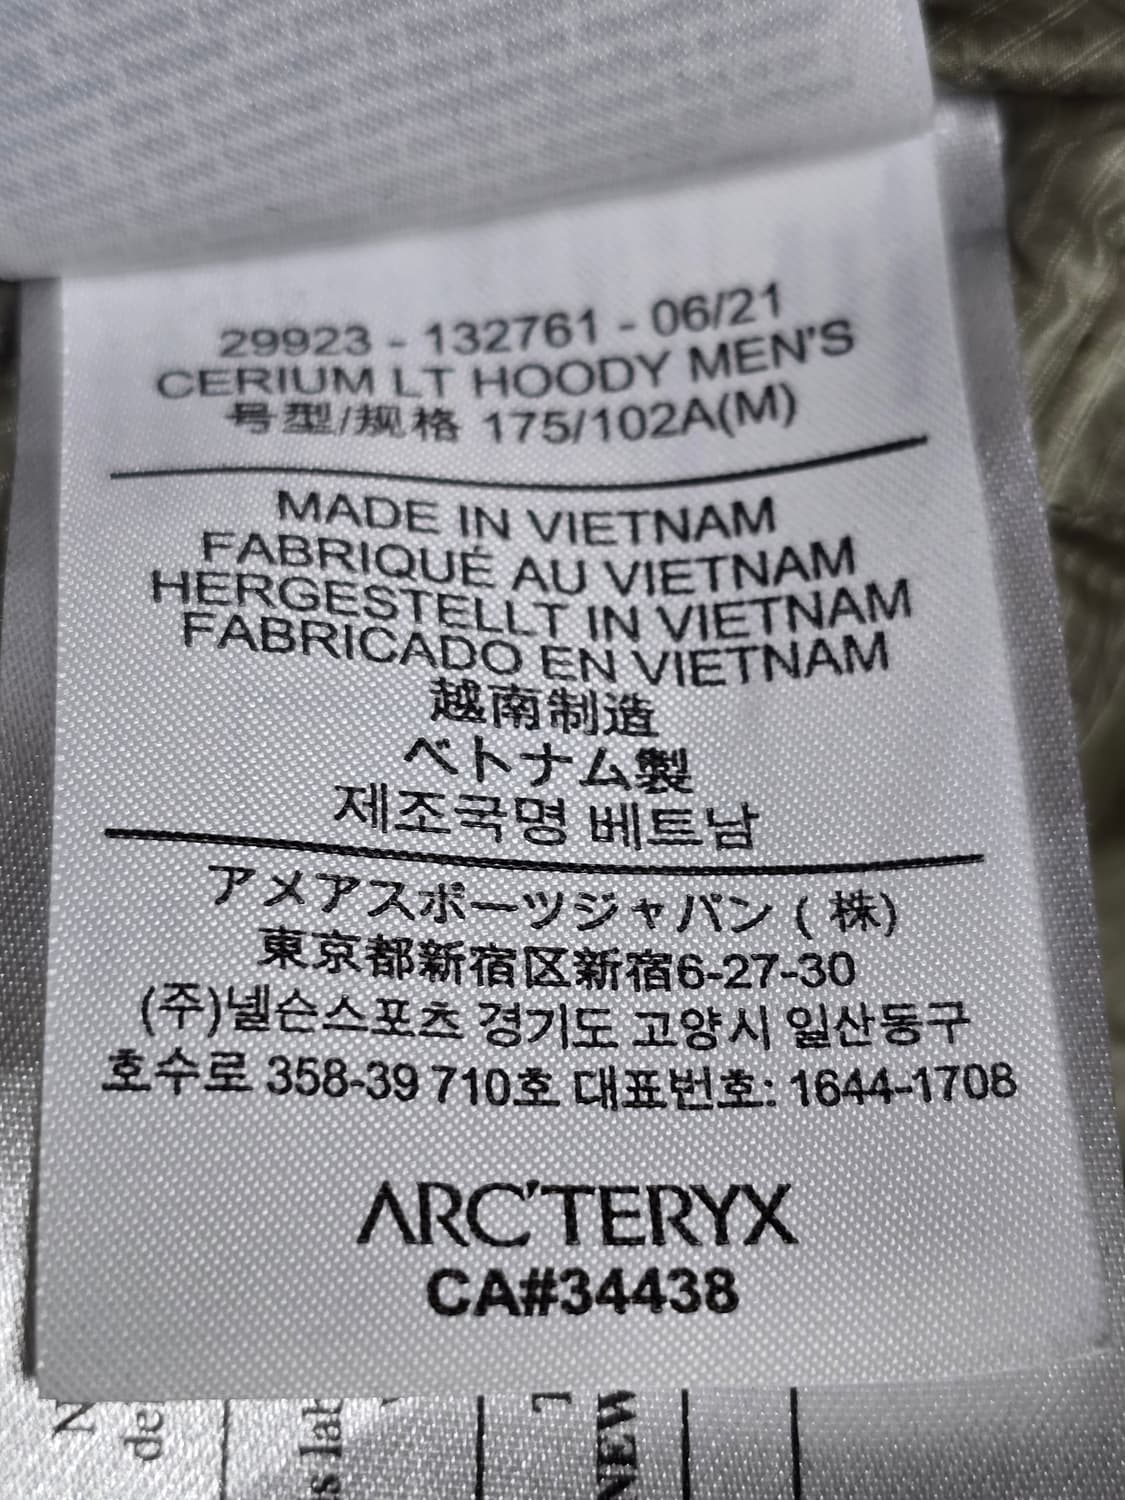 29923 - 132761 - 06/21
CERIUM LT HOODY MEN'S
号型/规格 175/102A(M)
MADE IN VIETNAM
FABRIQUÉ AU VIETNAM
HERGESTELLT IN VIETNAM
FABRICADO EN VIETNAM
越南制造
ベトナム製
제조국명 베트남
アメアスポーツジャパン ( 株)
東京都新宿区新宿6-27-30
(주)넬슨스포츠 경기도 고양시 일산동구
호수로 358-39 710호 대표번호: 1644-1708
ARC'TERYX
CA#34438
NEW